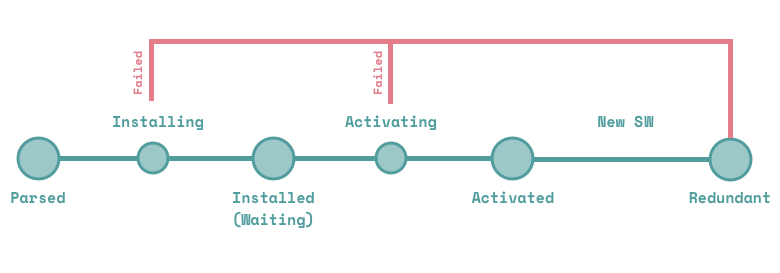 Failed
Failed
Installing
Activating
New SW
Parsed
Installed
(Waiting)
Activated
Redundant